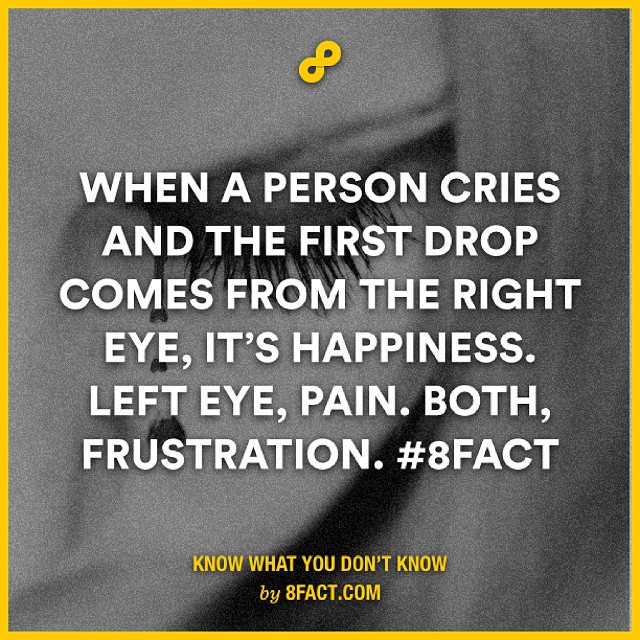 WHEN A PERSON CRIES
AND THE FIRST DROP
COMES FROM THE RIGHT
EYE, IT'S HAPPINESS.
LEFT EYE, PAIN. BOTH,
FRUSTRATION. #8FACT
KNOW WHAT YOU DON'T KNOW
by 8FACT.COM